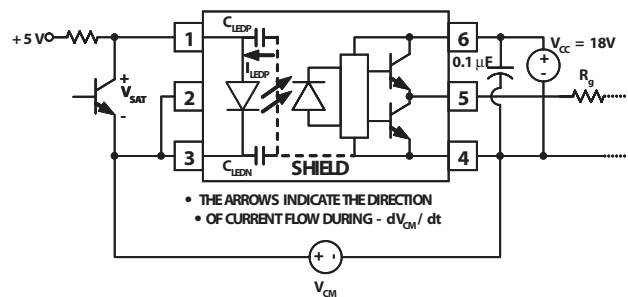 C_LEDP
+5 V
1
6
V_CC = 18V
0.1 µF
+
-
I_LEDP
+
V_SAT
-
2
5
R_g
3
4
C_LEDN
SHIELD
• THE ARROWS INDICATE THE DIRECTION
• OF CURRENT FLOW DURING - dV_CM / dt
+ -
V_CM